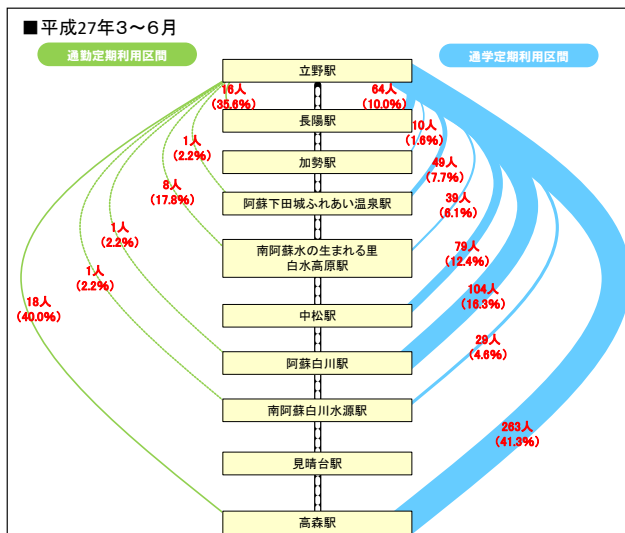 ■平成27年3～6月
通勤定期利用区間
通学定期利用区間
立野駅
16人
(35.6%)
64人
(10.0%)
長陽駅
10人
(1.6%)
1人
(2.2%)
加勢駅
49人
(7.7%)
8人
(17.8%)
阿蘇下田城ふれあい温泉駅
39人
(6.1%)
1人
(2.2%)
南阿蘇水の生まれる里
白水高原駅
79人
(12.4%)
1人
(2.2%)
104人
(16.3%)
18人
(40.0%)
中松駅
29人
(4.6%)
阿蘇白川駅
南阿蘇白川水源駅
263人
(41.3%)
見晴台駅
高森駅